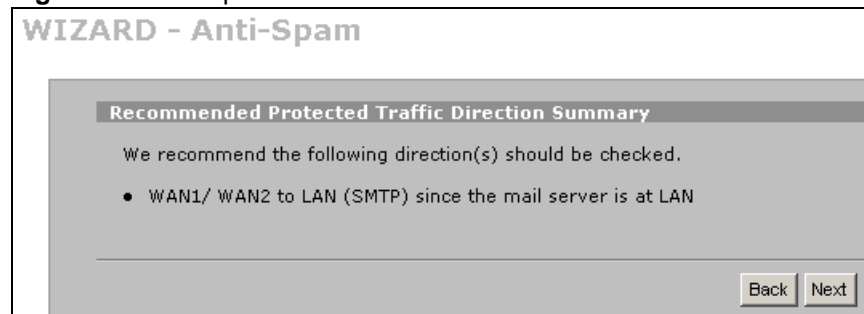 WIZARD - Anti-Spam
Recommended Protected Traffic Direction Summary
We recommend the following direction(s) should be checked.
• WAN1/ WAN2 to LAN (SMTP) since the mail server is at LAN
Back Next